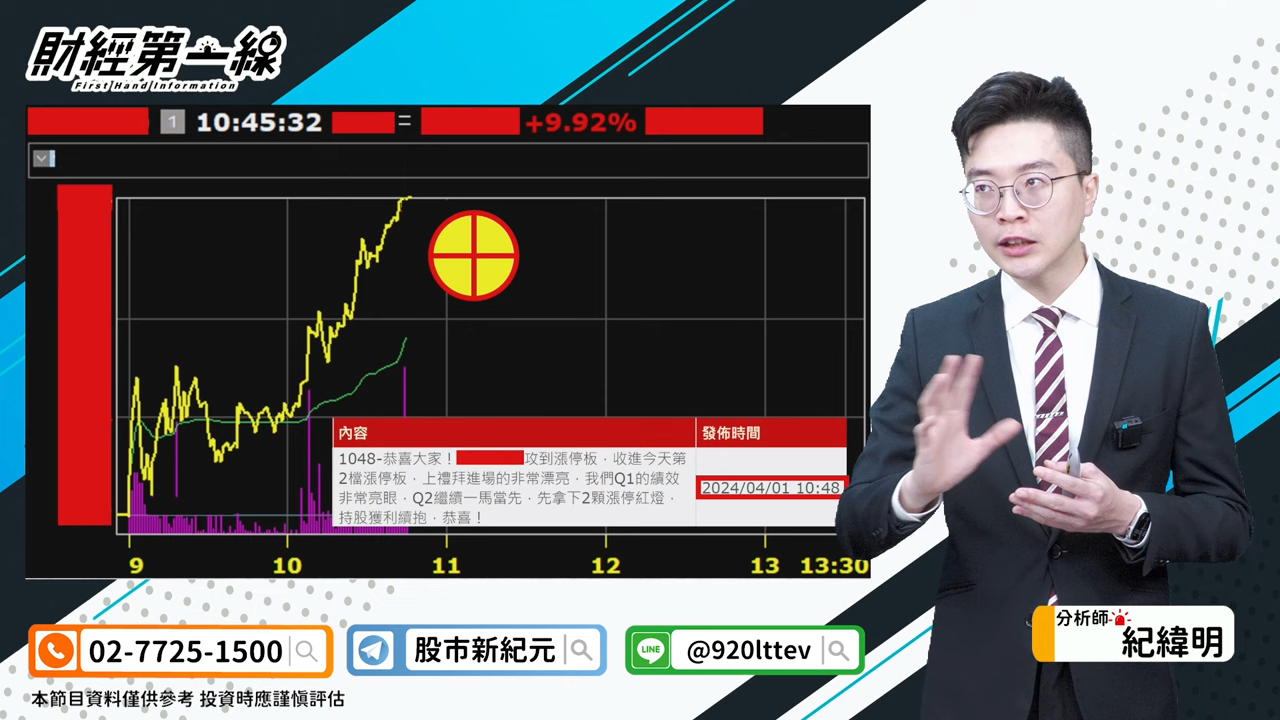 財經第一線
First Hand Information
1 10:45:32 = +9.92%
內容 發佈時間
1048-恭喜大家！ 攻到漲停板，收進今天第
2檔漲停板，上禮拜進場的非常漂亮，我們Q1的績效
非常亮眼，Q2繼續一馬當先，先拿下2顆漲停紅燈，
持股獲利續抱，恭喜！
2024/04/01 10:48
9 10 11 12 13 13:30
02-7725-1500
股市新紀元
LINE
@920lttev
分析師
紀緯明
本節目資料僅供參考 投資時應謹慎評估